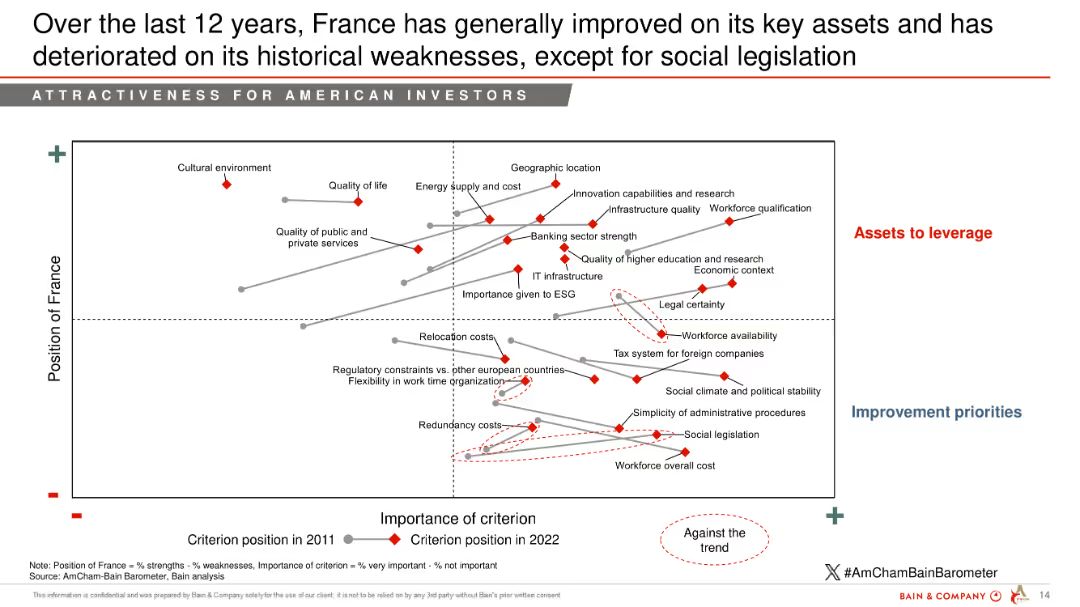 Over the last 12 years, France has generally improved on its key assets and has
deteriorated on its historical weaknesses, except for social legislation
ATTRACTIVENESS FOR AMERICAN INVESTORS
+
Cultural environment
Geographic location
Quality of life
Energy supply and cost
Innovation capabilities and research
Infrastructure quality
Workforce qualification
Quality of public and
private services
Banking sector strength
Assets to leverage
Quality of higher education and research
IT infrastructure
Economic context
Importance given to ESG
Legal certainty
Position of France
Relocation costs
Workforce availability
Tax system for foreign companies
Regulatory constraints vs. other european countries
Flexibility in work time organization
Social climate and political stability
Simplicity of administrative procedures
Improvement priorities
Redundancy costs
Social legislation
Workforce overall cost
-
-
Importance of criterion
+
Criterion position in 2011
Criterion position in 2022
Against the
trend
Note: Position of France = % strengths - % weaknesses, Importance of criterion = % very important - % not important
Source: AmCham-Bain Barometer, Bain analysis
#AmChamBainBarometer
This information is confidential and was prepared by Bain & Company solely for the use of our client; it is not to be relied on by any 3rd party without Bain's prior written consent
BAIN & COMPANY
14